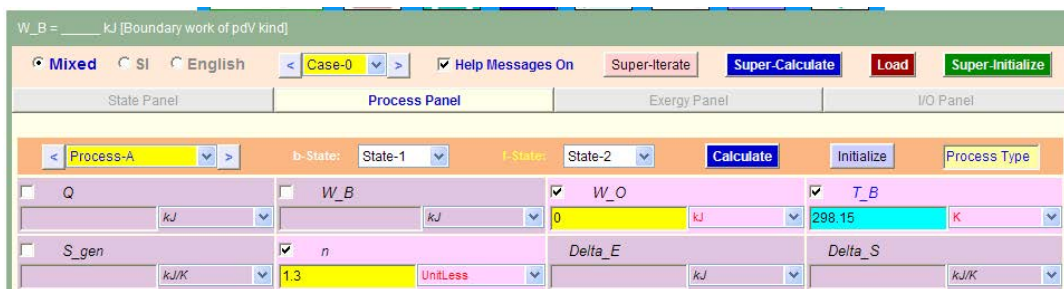 W_B = _____ kJ [Boundary work of pdV kind]
Mixed SI English < Case-0 > Help Messages On Super-Iterate Super-Calculate Load Super-Initialize
State Panel Process Panel Exergy Panel I/O Panel
< Process-A > b-State: State-1 f-State: State-2 Calculate Initialize Process Type
Q W_B W_O T_B
kJ kJ 0 kJ 298.15 K
S_gen n Delta_E Delta_S
kJ/K 1.3 UnitLess kJ kJ/K